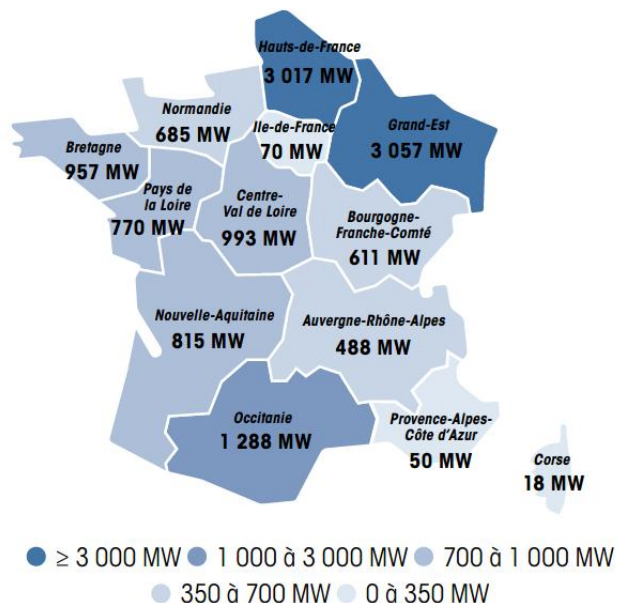 Hauts-de-France
3 017 MW
Normandie
685 MW
Ile-de-France
70 MW
Grand-Est
3 057 MW
Bretagne
957 MW
Pays de
la Loire
770 MW
Centre-
Val de Loire
993 MW
Bourgogne-
Franche-Comté
611 MW
Nouvelle-Aquitaine
815 MW
Auvergne-Rhône-Alpes
488 MW
Occitanie
1 288 MW
Provence-Alpes-
Côte d'Azur
50 MW
Corse
18 MW
≥ 3 000 MW 1 000 à 3 000 MW 700 à 1 000 MW
350 à 700 MW 0 à 350 MW